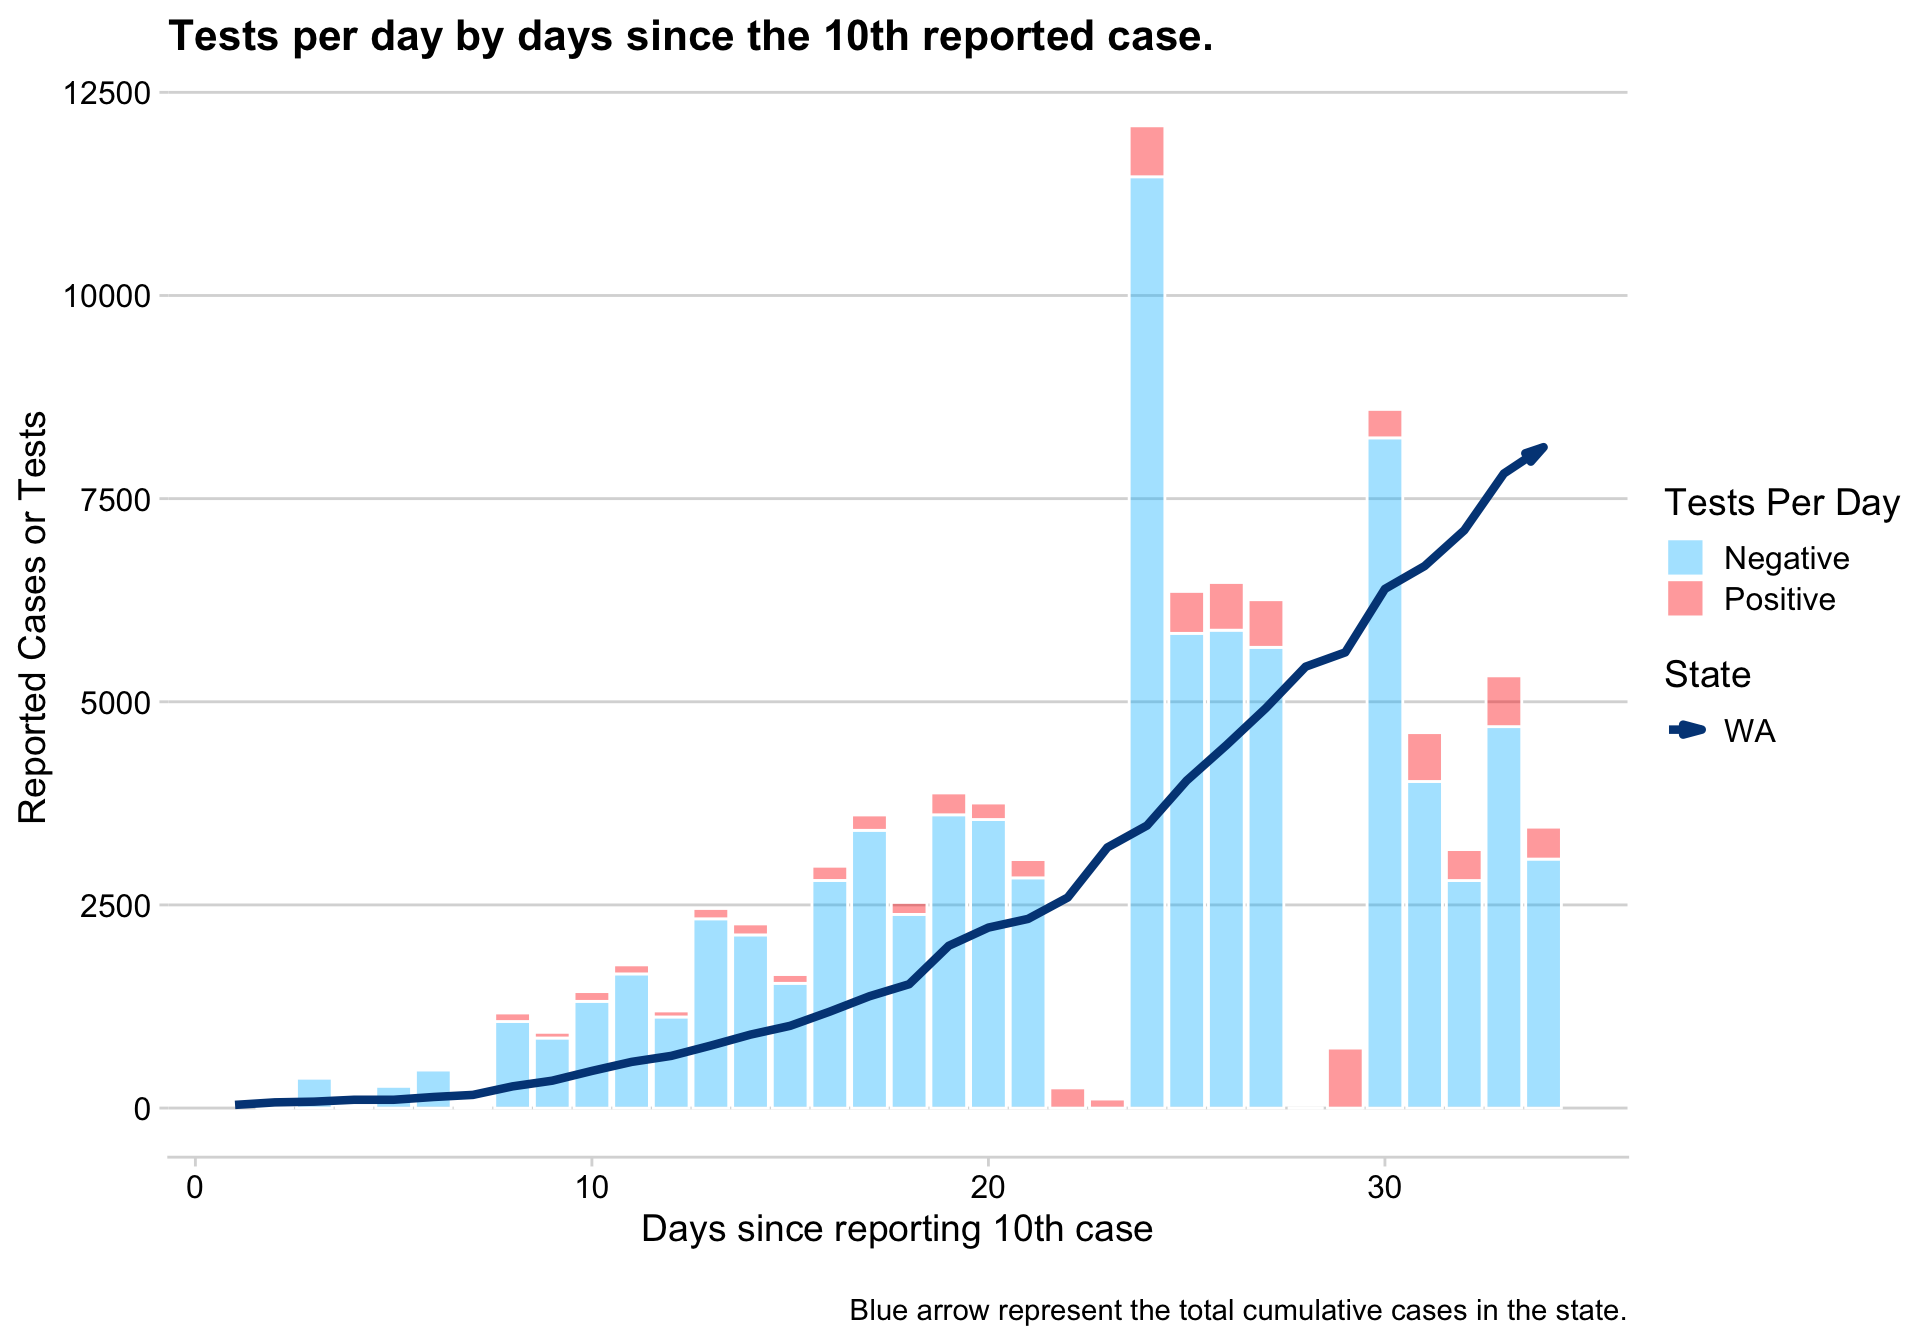 Tests per day by days since the 10th reported case.
12500
10000
7500
5000
2500
0
Reported Cases or Tests
0 10 20 30
Days since reporting 10th case
Tests Per Day
Negative
Positive
State
WA
Blue arrow represent the total cumulative cases in the state.